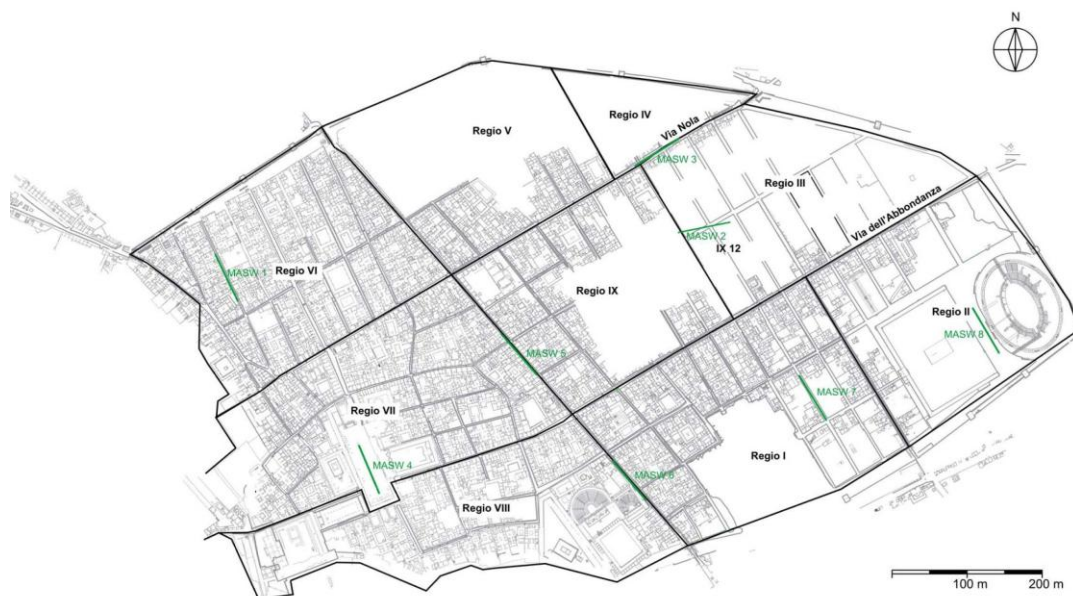 N
Regio IV
Regio V
Via Nola
MASW 3
Regio III
Via dell'Abbondanza
MASW 2
IX 12
MASW 1
Regio VI
Regio IX
Regio II
MASW 8
MASW 5
MASW 7
Regio VII
MASW 4
Regio I
MASW 6
Regio VIII
100 m
200 m